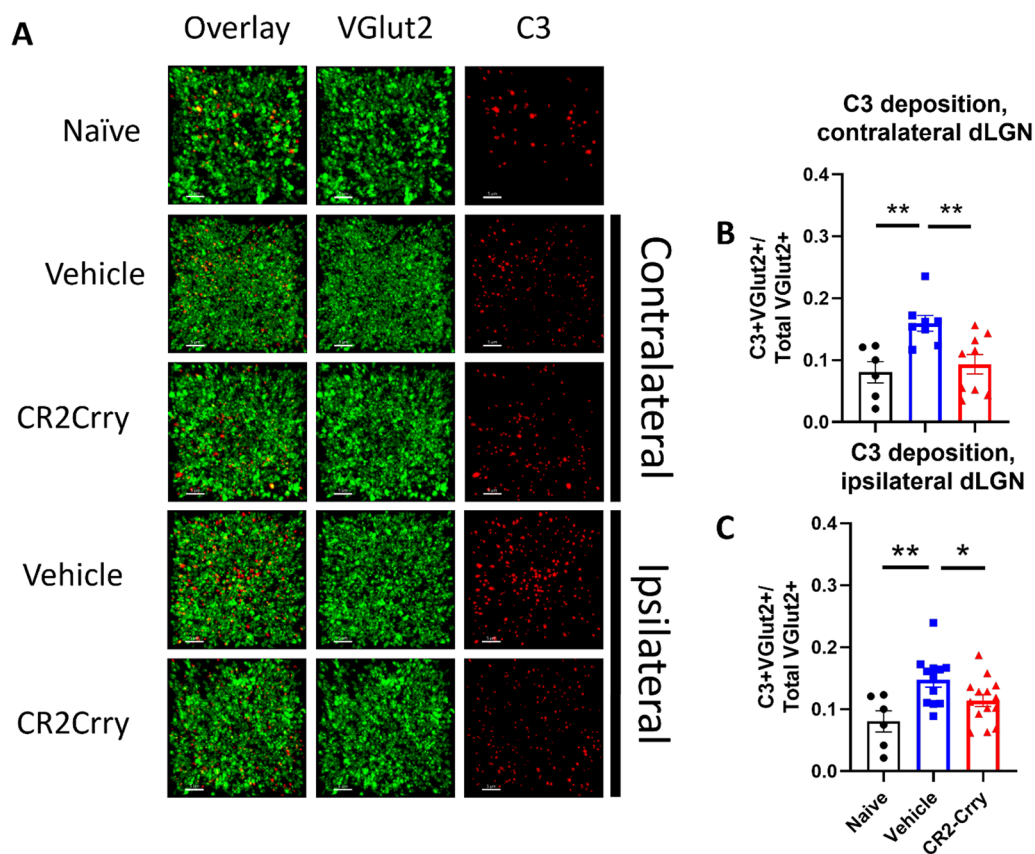 A
Overlay VGlut2 C3
Naïve
Vehicle
CR2Crry
Vehicle
CR2Crry
Contralateral
Ipsilateral
B
C3 deposition,
contralateral dLGN
C3+VGlut2+/
Total VGlut2+
0.4
0.3
0.2
0.1
0.0
** **
C
C3 deposition,
ipsilateral dLGN
C3+VGlut2+/
Total VGlut2+
0.4
0.3
0.2
0.1
0.0
** *
Naive Vehicle CR2-Crry